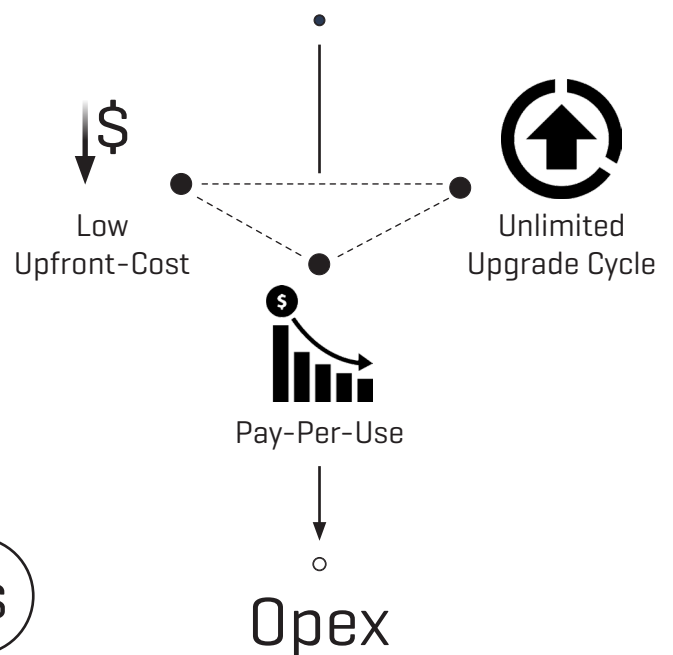 $
Low
Upfront-Cost
Unlimited
Upgrade Cycle
$
Pay-Per-Use
Opex